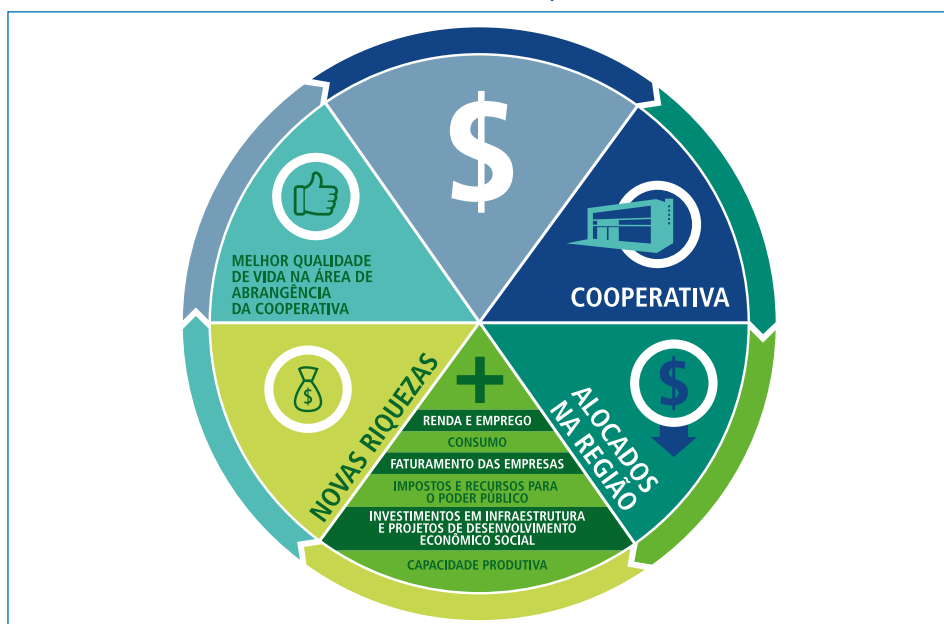 $
COOPERATIVA
$
ALOCADOS
NA REGIÃO
+
RENDA E EMPREGO
CONSUMO
FATURAMENTO DAS EMPRESAS
IMPOSTOS E RECURSOS PARA
O PODER PÚBLICO
INVESTIMENTOS EM INFRAESTRUTURA
E PROJETOS DE DESENVOLVIMENTO
ECONÔMICO SOCIAL
CAPACIDADE PRODUTIVA
NOVAS RIQUEZAS
$
MELHOR QUALIDADE
DE VIDA NA ÁREA DE
ABRANGÊNCIA
DA COOPERATIVA